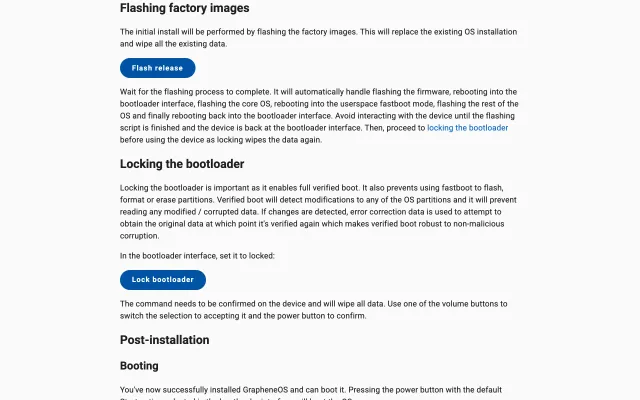 Flashing factory images
The initial install will be performed by flashing the factory images. This will replace the existing OS installation
and wipe all the existing data.
Flash release
Wait for the flashing process to complete. It will automatically handle flashing the firmware, rebooting into the
bootloader interface, flashing the core OS, rebooting into the userspace fastboot mode, flashing the rest of the
OS and finally rebooting back into the bootloader interface. Avoid interacting with the device until the flashing
script is finished and the device is back at the bootloader interface. Then, proceed to locking the bootloader
before using the device as locking wipes the data again.
Locking the bootloader
Locking the bootloader is important as it enables full verified boot. It also prevents using fastboot to flash,
format or erase partitions. Verified boot will detect modifications to any of the OS partitions and it will prevent
reading any modified / corrupted data. If changes are detected, error correction data is used to attempt to
obtain the original data at which point it's verified again which makes verified boot robust to non-malicious
corruption.
In the bootloader interface, set it to locked:
Lock bootloader
The command needs to be confirmed on the device and will wipe all data. Use one of the volume buttons to
switch the selection to accepting it and the power button to confirm.
Post-installation
Booting
You've now successfully installed GrapheneOS and can boot it. Pressing the power button with the default